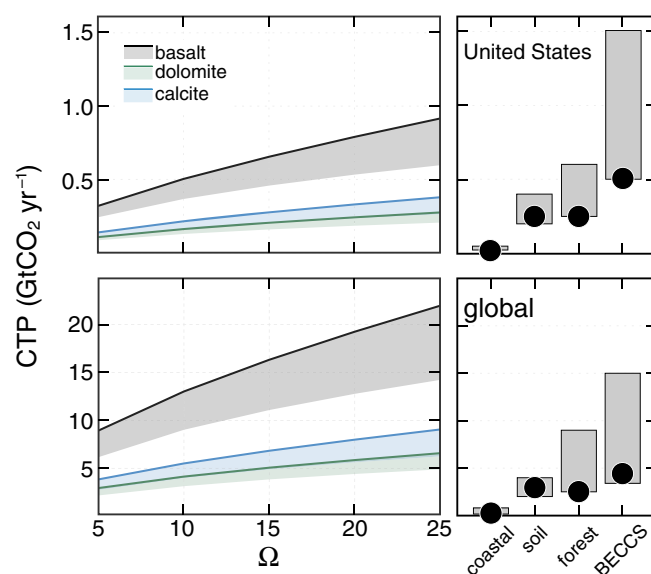 CTP (GtCO₂ yr⁻¹)
1.5
1.0
0.5
basalt
dolomite
calcite
United States
20
15
10
5
global
5 10 15 20 25
Ω
coastal soil forest BECCS